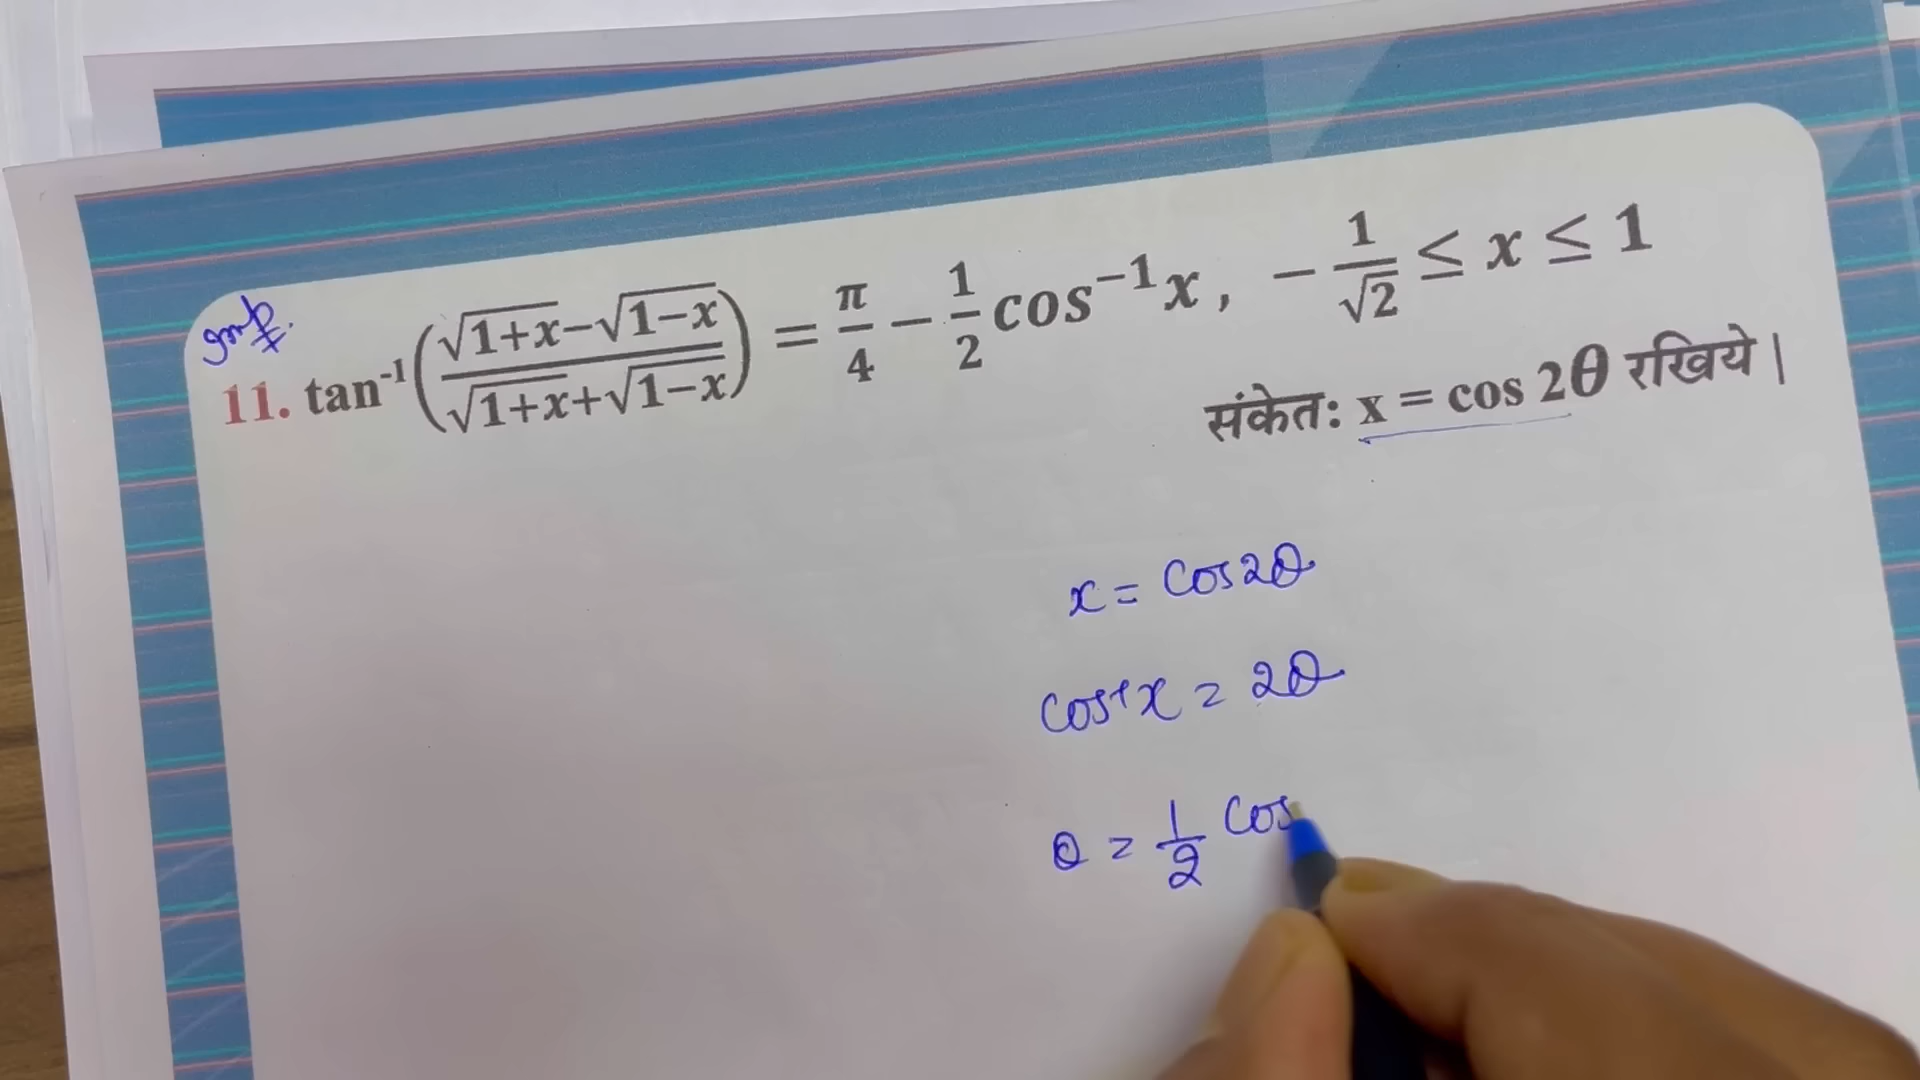 Imp.
11. tan⁻¹((√(1+x)−√(1−x))/(√(1+x)+√(1−x))) = π/4 − 1/2 cos⁻¹x, −1/√2 ≤ x ≤ 1
संकेत: x = cos 2θ रखिये |
x = cos2θ
cos⁻¹x = 2θ
θ = 1/2 cos